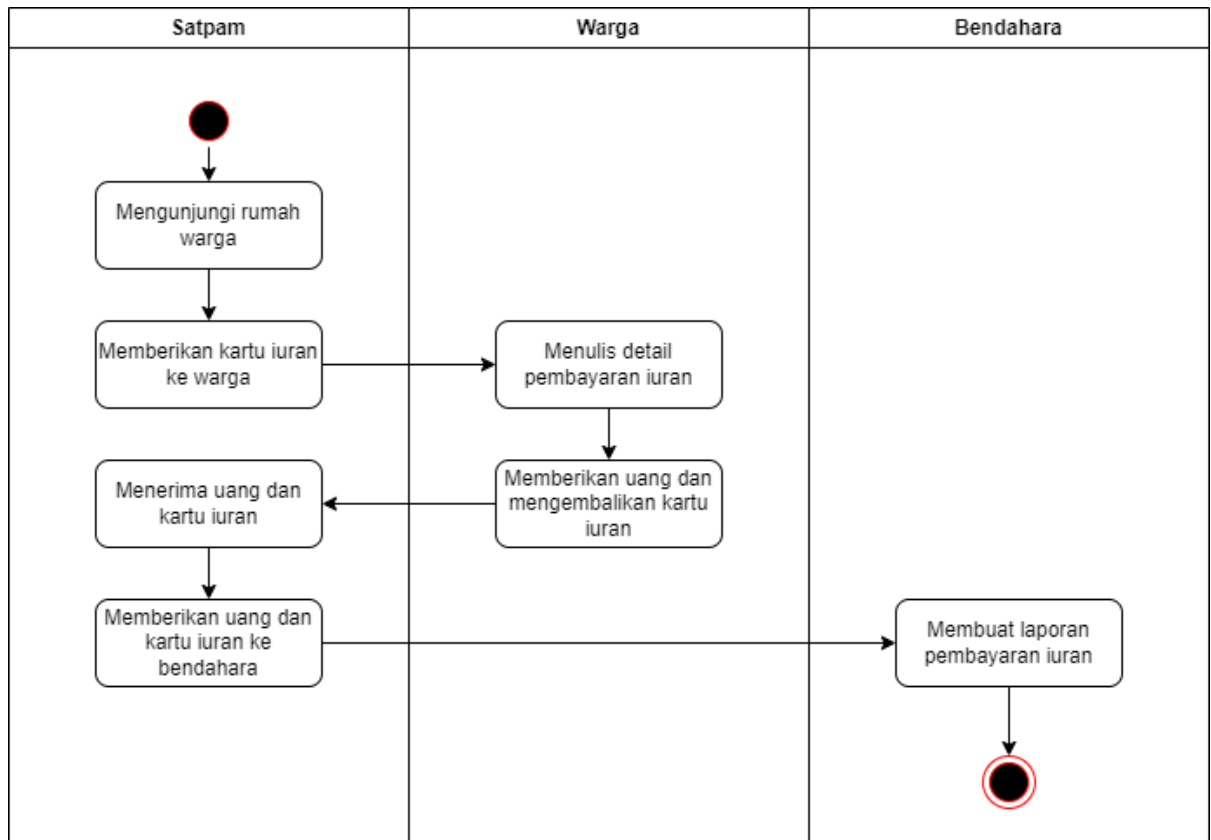 Satpam
Warga
Bendahara
Mengunjungi rumah
warga
Memberikan kartu iuran
ke warga
Menulis detail
pembayaran iuran
Memberikan uang dan
mengembalikan kartu
iuran
Menerima uang dan
kartu iuran
Memberikan uang dan
kartu iuran ke
bendahara
Membuat laporan
pembayaran iuran